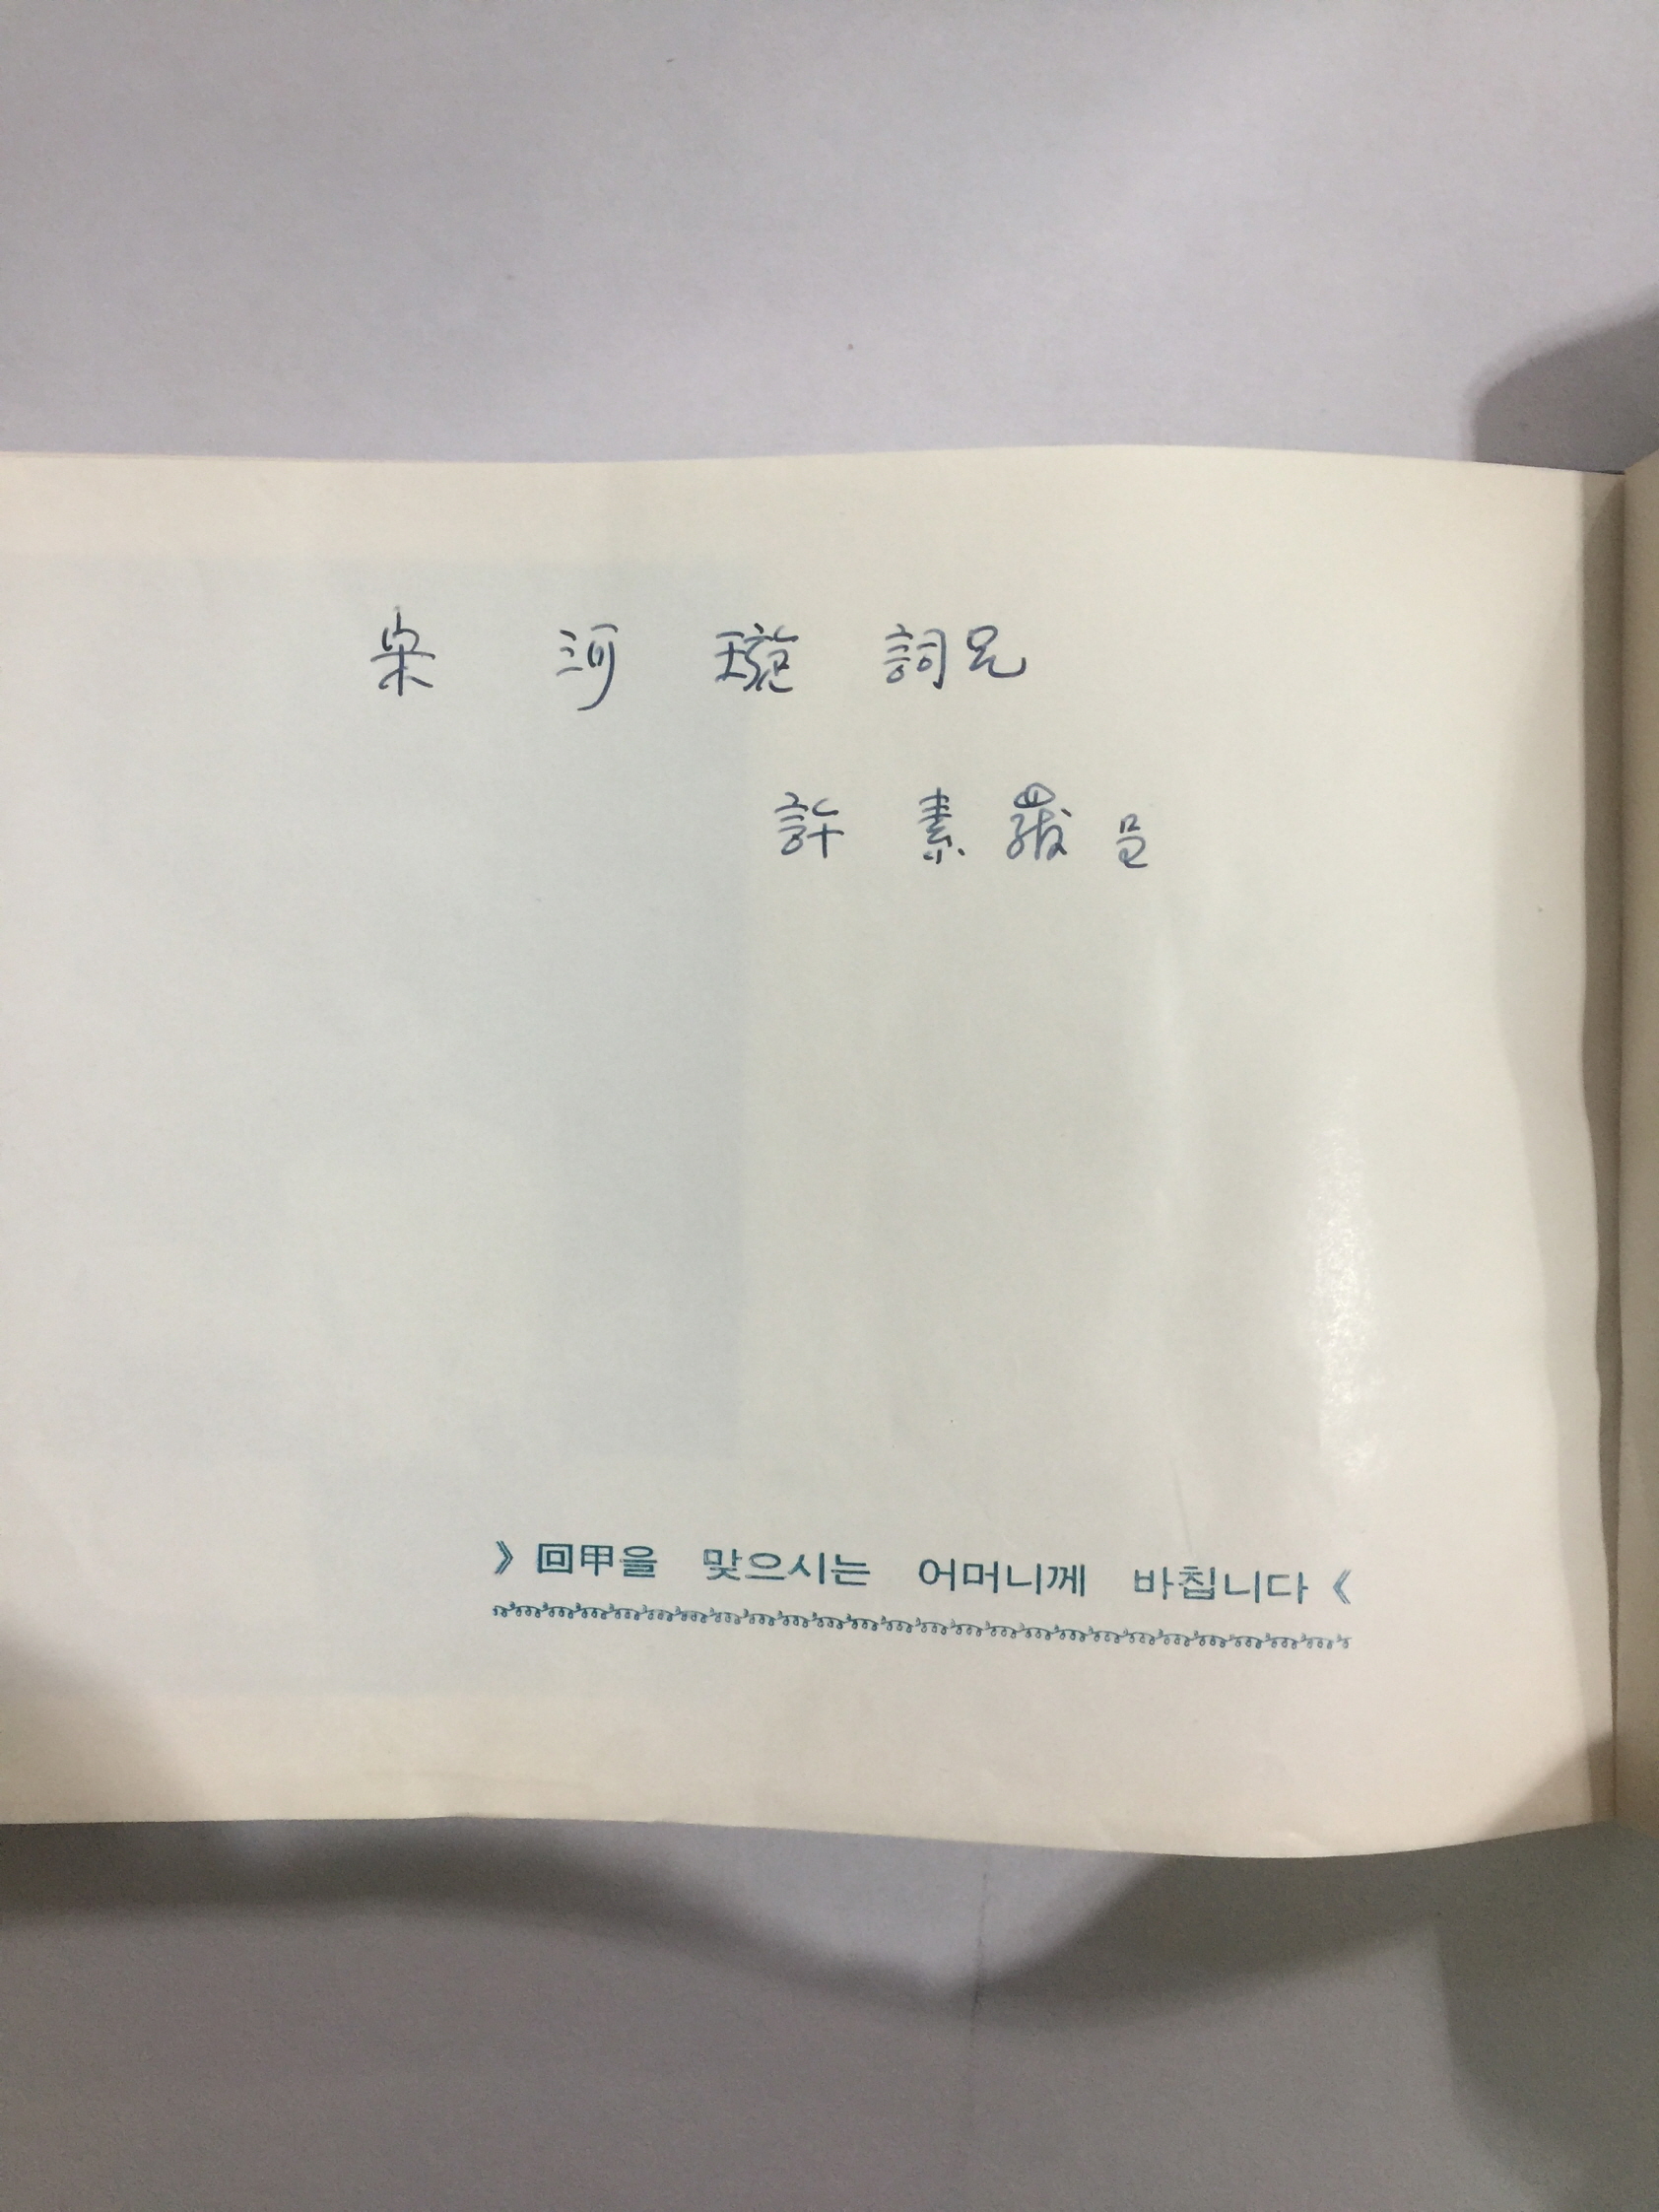 宋 河璇 詞兄
許 素羅 呈
》回甲을 맞으시는 어머니께 바칩니다《